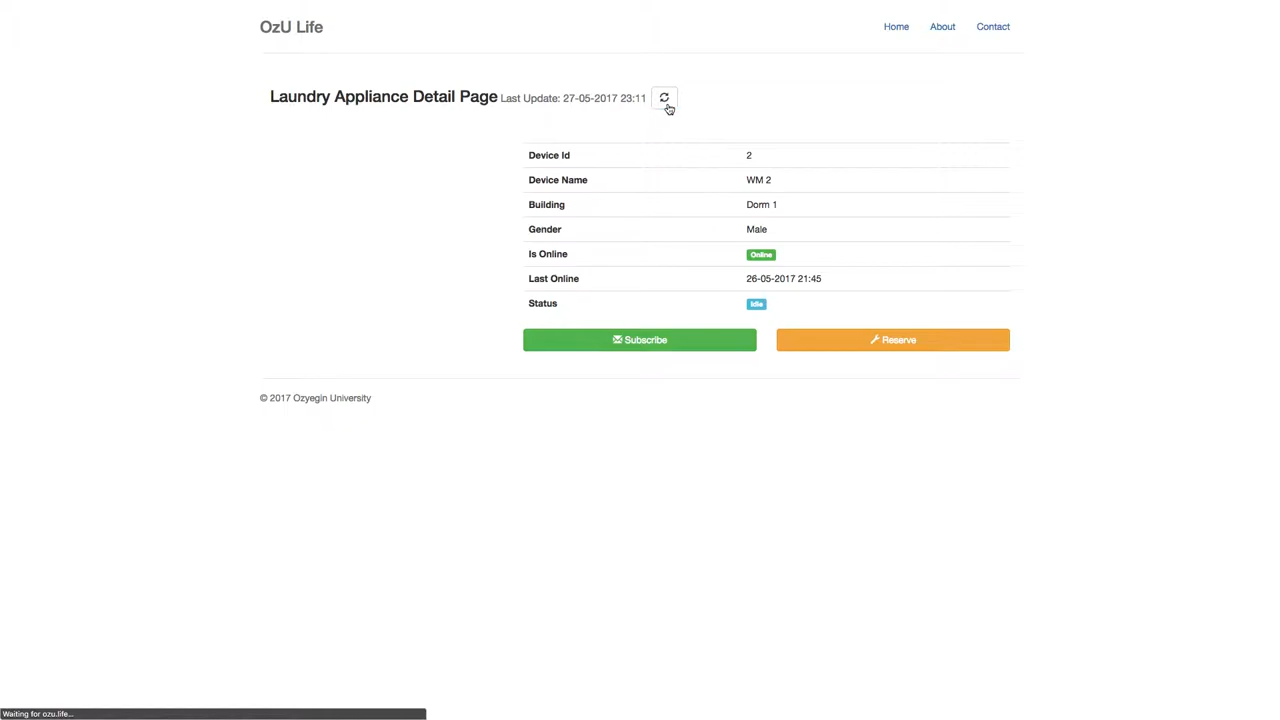 OzU Life
Home About Contact
Laundry Appliance Detail Page Last Update: 27-05-2017 23:11
Device Id 2
Device Name WM 2
Building Dorm 1
Gender Male
Is Online Online
Last Online 26-05-2017 21:45
Status Idle
Subscribe Reserve
© 2017 Ozyegin University
Waiting for ozu.life...